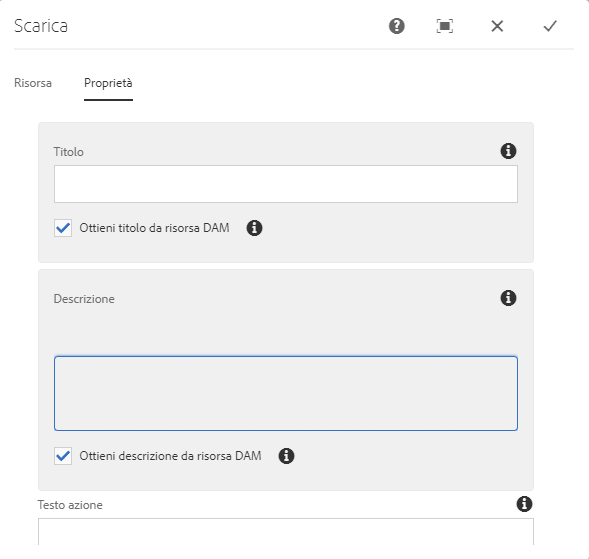 Scarica
Risorsa
Proprietà
Titolo
Ottieni titolo da risorsa DAM
Descrizione
Ottieni descrizione da risorsa DAM
Testo azione